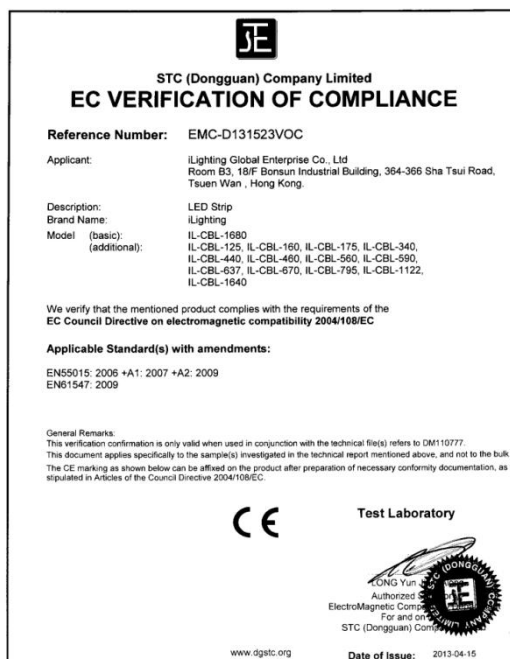 STE
STC (Dongguan) Company Limited
EC VERIFICATION OF COMPLIANCE
Reference Number: EMC-D131523VOC
Applicant: iLighting Global Enterprise Co., Ltd
Room B3, 18/F Bonsun Industrial Building, 364-366 Sha Tsui Road,
Tsuen Wan , Hong Kong.
Description: LED Strip
Brand Name: iLighting
Model (basic): IL-CBL-1680
(additional): IL-CBL-125, IL-CBL-160, IL-CBL-175, IL-CBL-340,
IL-CBL-440, IL-CBL-460, IL-CBL-560, IL-CBL-590,
IL-CBL-637, IL-CBL-670, IL-CBL-795, IL-CBL-1122,
IL-CBL-1640
We verify that the mentioned product complies with the requirements of the
EC Council Directive on electromagnetic compatibility 2004/108/EC
Applicable Standard(s) with amendments:
EN55015: 2006 +A1: 2007 +A2: 2009
EN61547: 2009
General Remarks:
This verification confirmation is only valid when used in conjunction with the technical file(s) refers to DM110777.
This document applies specifically to the sample(s) investigated in the technical report mentioned above, and not to the bulk
The CE marking as shown below can be affixed on the product after preparation of necessary conformity documentation, as
stipulated in Articles of the Council Directive 2004/108/EC.
CE
Test Laboratory
LONG Yun
Authorized
ElectroMagnetic
For and on
STC (Dongguan)
STC (DONGGUAN) COMPANY LIMITED
www.dgstc.org
Date of Issue: 2013-04-15